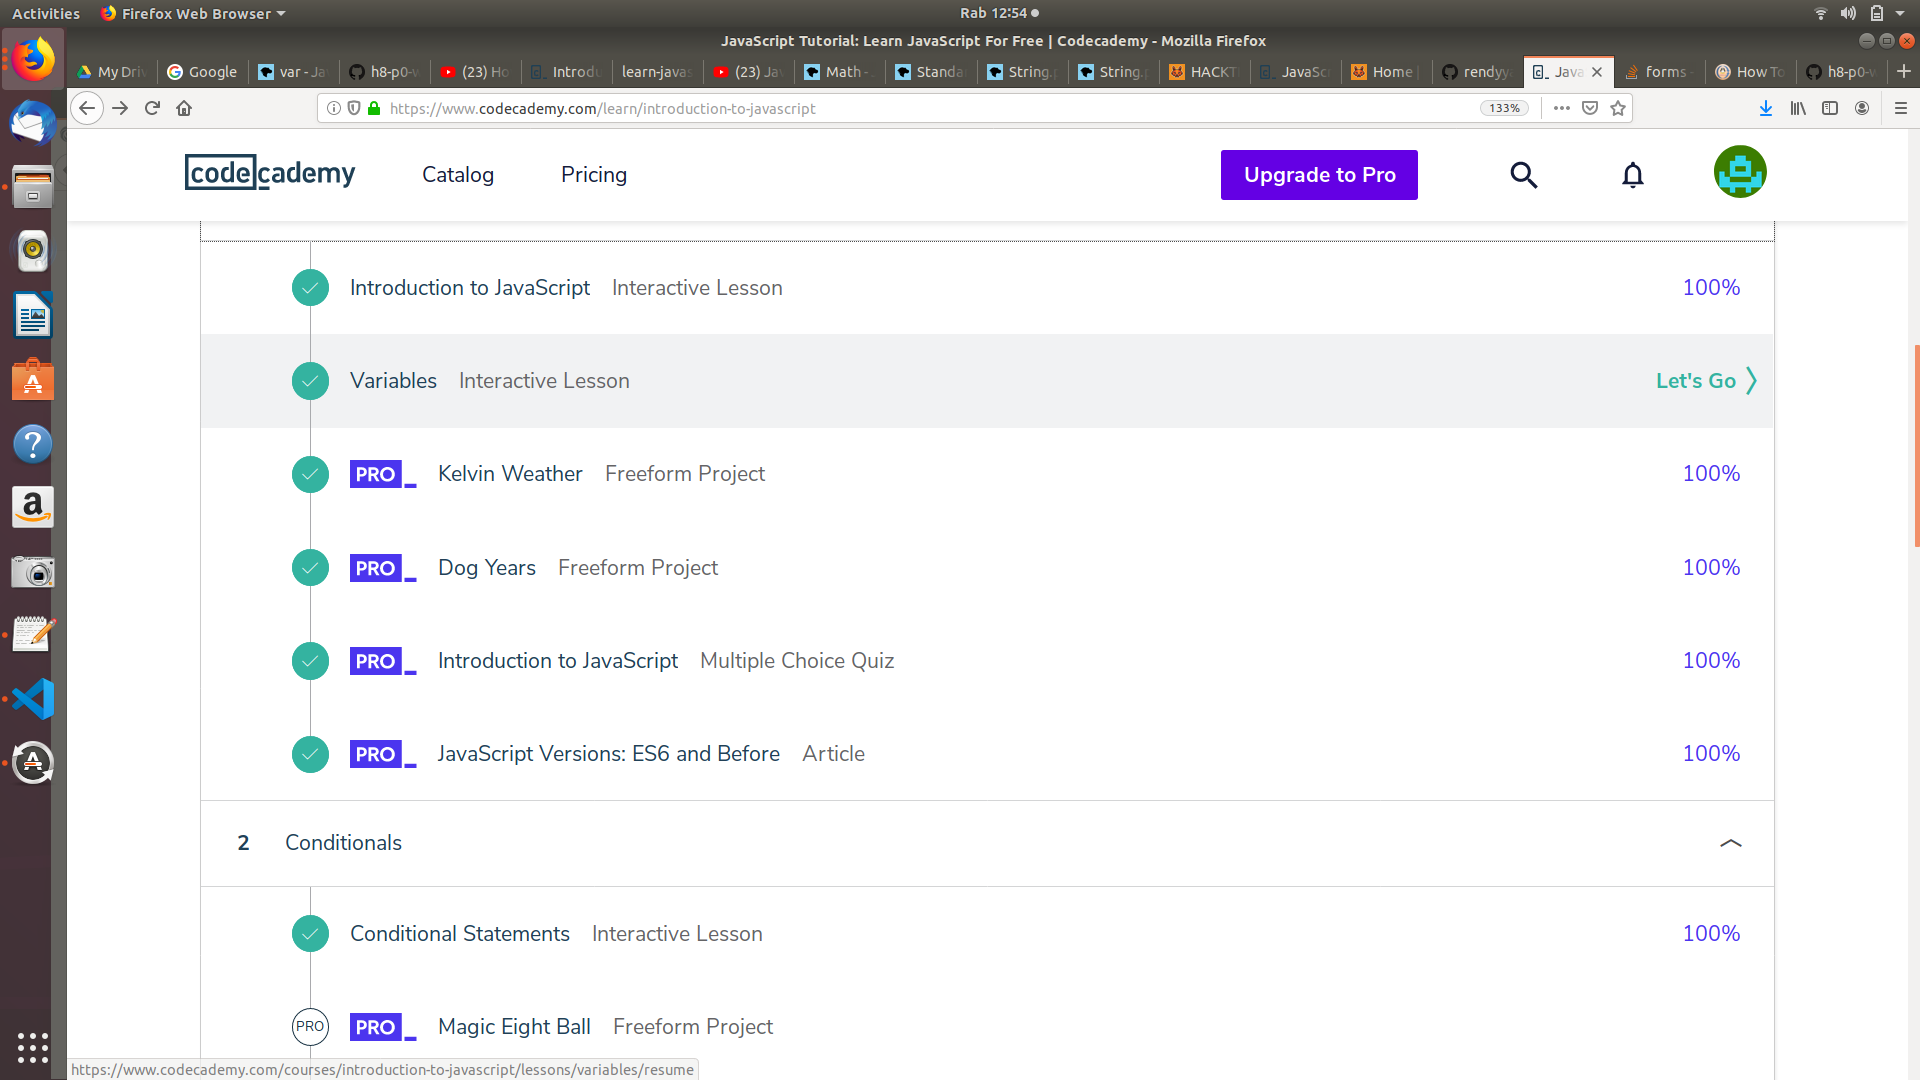 Activities Firefox Web Browser Rab 12:54
JavaScript Tutorial: Learn JavaScript For Free | Codecademy - Mozilla Firefox
My Driv Google var - Ja h8-p0-v (23) Ho Introdu learn-javas (23) Ja Math - Standa String.p String.p HACKT JavaSc Home | rendyy Java forms - How To h8-p0-w
https://www.codecademy.com/learn/introduction-to-javascript 133%
codecademy Catalog Pricing Upgrade to Pro
Introduction to JavaScript Interactive Lesson 100%
Variables Interactive Lesson Let's Go
PRO Kelvin Weather Freeform Project 100%
PRO Dog Years Freeform Project 100%
PRO Introduction to JavaScript Multiple Choice Quiz 100%
PRO JavaScript Versions: ES6 and Before Article 100%
2 Conditionals
Conditional Statements Interactive Lesson 100%
PRO PRO Magic Eight Ball Freeform Project
https://www.codecademy.com/courses/introduction-to-javascript/lessons/variables/resume